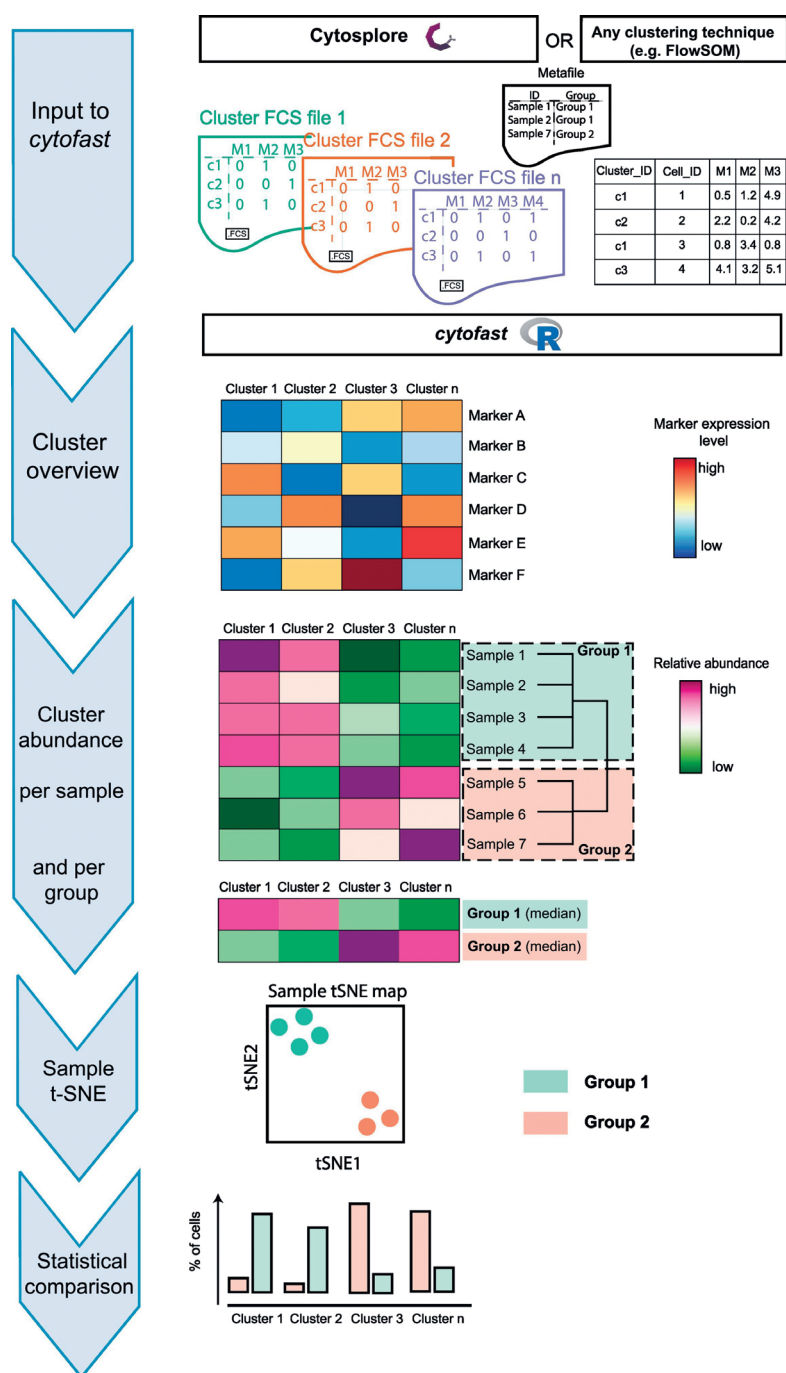 Input to
cytofast
Cytosplore
OR
Any clustering technique
(e.g. FlowSOM)
Metafile
ID Group
Sample 1 Group 1
Sample 2 Group 1
Sample 7 Group 2
Cluster FCS file 1
M1 M2 M3
c1 0 1 0
c2 0 0 1
c3 0 1 0
.FCS
Cluster FCS file 2
M1 M2 M3
c1 0 1 0
c2 0 0 1
c3 0 1 0
.FCS
Cluster FCS file n
M1 M2 M3 M4
c1 0 1 0 1
c2 0 0 1 0
c3 0 1 0 1
.FCS
Cluster_ID Cell_ID M1 M2 M3
c1 1 0.5 1.2 4.9
c2 2 2.2 0.2 4.2
c1 3 0.8 3.4 0.8
c3 4 4.1 3.2 5.1
cytofast R
Cluster
overview
Cluster 1 Cluster 2 Cluster 3 Cluster n
Marker A
Marker B
Marker C
Marker D
Marker E
Marker F
Marker expression
level
high
low
Cluster
abundance
per sample
and per
group
Cluster 1 Cluster 2 Cluster 3 Cluster n
Sample 1 Group 1
Sample 2
Sample 3
Sample 4
Sample 5
Sample 6
Sample 7 Group 2
Relative abundance
high
low
Cluster 1 Cluster 2 Cluster 3 Cluster n
Group 1 (median)
Group 2 (median)
Sample
t-SNE
Sample tSNE map
tSNE2
tSNE1
Group 1
Group 2
Statistical
comparison
% of cells
Cluster 1 Cluster 2 Cluster 3 Cluster n